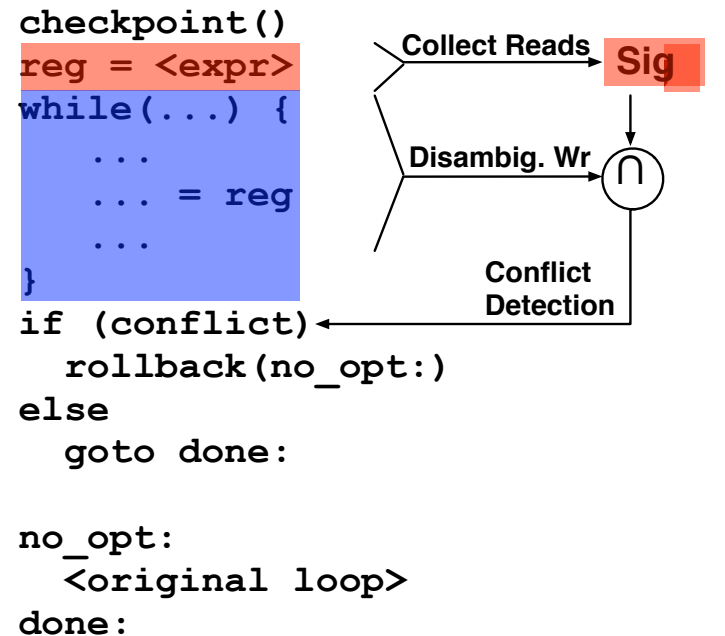 checkpoint()
reg = <expr>
while(...) {
   ...
   ... = reg
   ...
}
if (conflict)
  rollback(no_opt:)
else
  goto done:

no_opt:
  <original loop>
done:
Collect Reads
Sig
Disambig. Wr
∩
Conflict
Detection